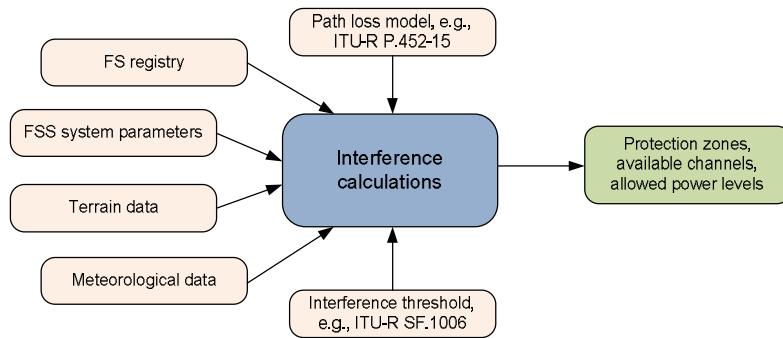 Path loss model, e.g.,
ITU-R P.452-15
FS registry
FSS system parameters
Terrain data
Meteorological data
Interference
calculations
Protection zones,
available channels,
allowed power levels
Interference threshold,
e.g., ITU-R SF.1006